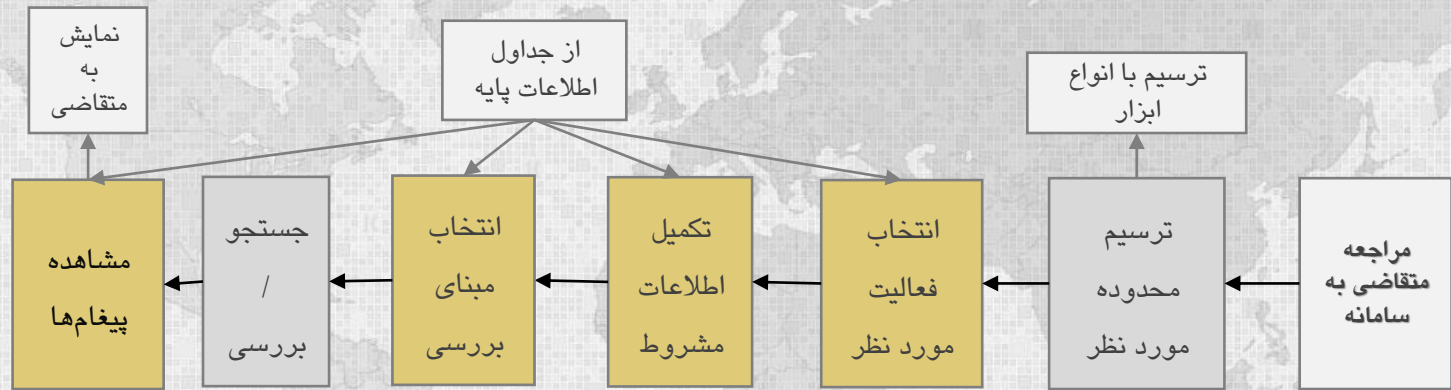 نمایش
به
متقاضی
از جداول
اطلاعات پایه
ترسیم با انواع
ابزار
مراجعه
متقاضی به
سامانه
ترسیم
محدوده
مورد نظر
انتخاب
فعالیت
مورد نظر
تکمیل
اطلاعات
مشروط
انتخاب
مبنای
بررسی
جستجو
/
بررسی
مشاهده
پیغام‌ها